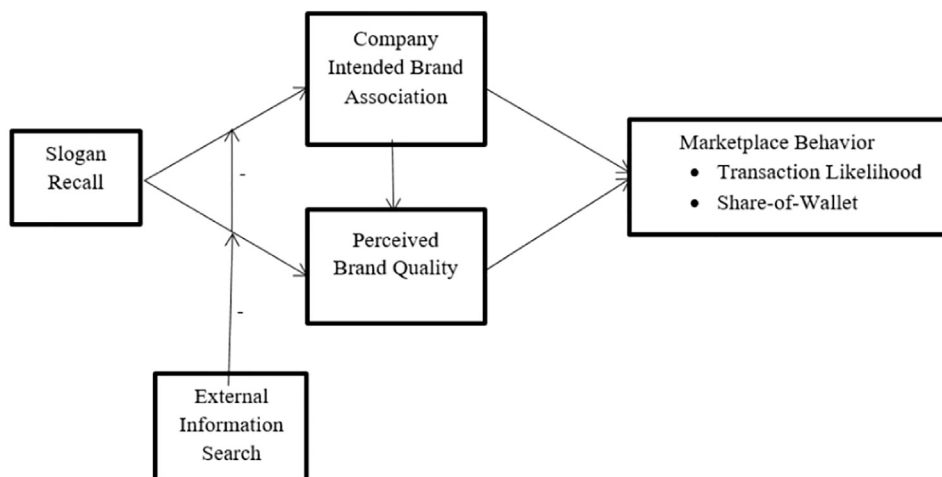 Company
Intended Brand
Association
Slogan
Recall
Marketplace Behavior
• Transaction Likelihood
• Share-of-Wallet
-
Perceived
Brand Quality
-
External
Information
Search